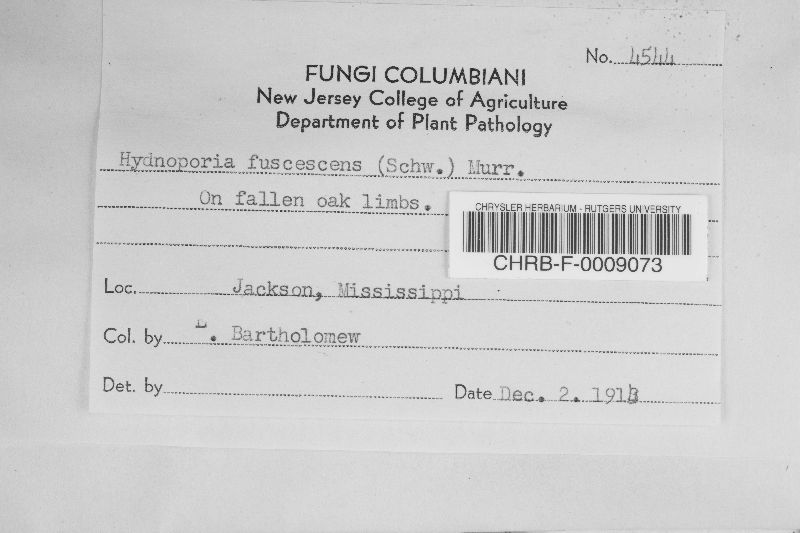 No. 4544
FUNGI COLUMBIANI
New Jersey College of Agriculture
Department of Plant Pathology
Hydnoporia fuscescens (Schw.) Murr.
On fallen oak limbs.
CHRYSLER HERBARIUM - RUTGERS UNIVERSITY
CHRB-F-0009073
Loc. Jackson, Mississippi
Col. by . Bartholomew
Det. by
Date Dec. 2. 191